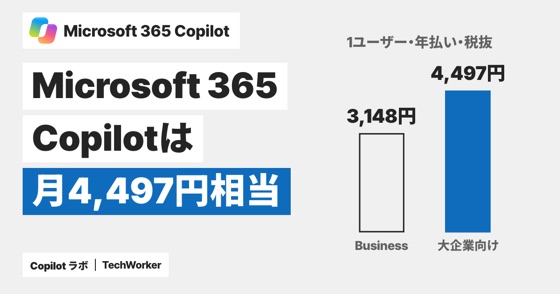 Microsoft 365 Copilot
Microsoft 365
Copilotは
月4,497円相当
Copilot ラボ | TechWorker
1ユーザー・年払い・税抜
4,497円
3,148円
Business
大企業向け